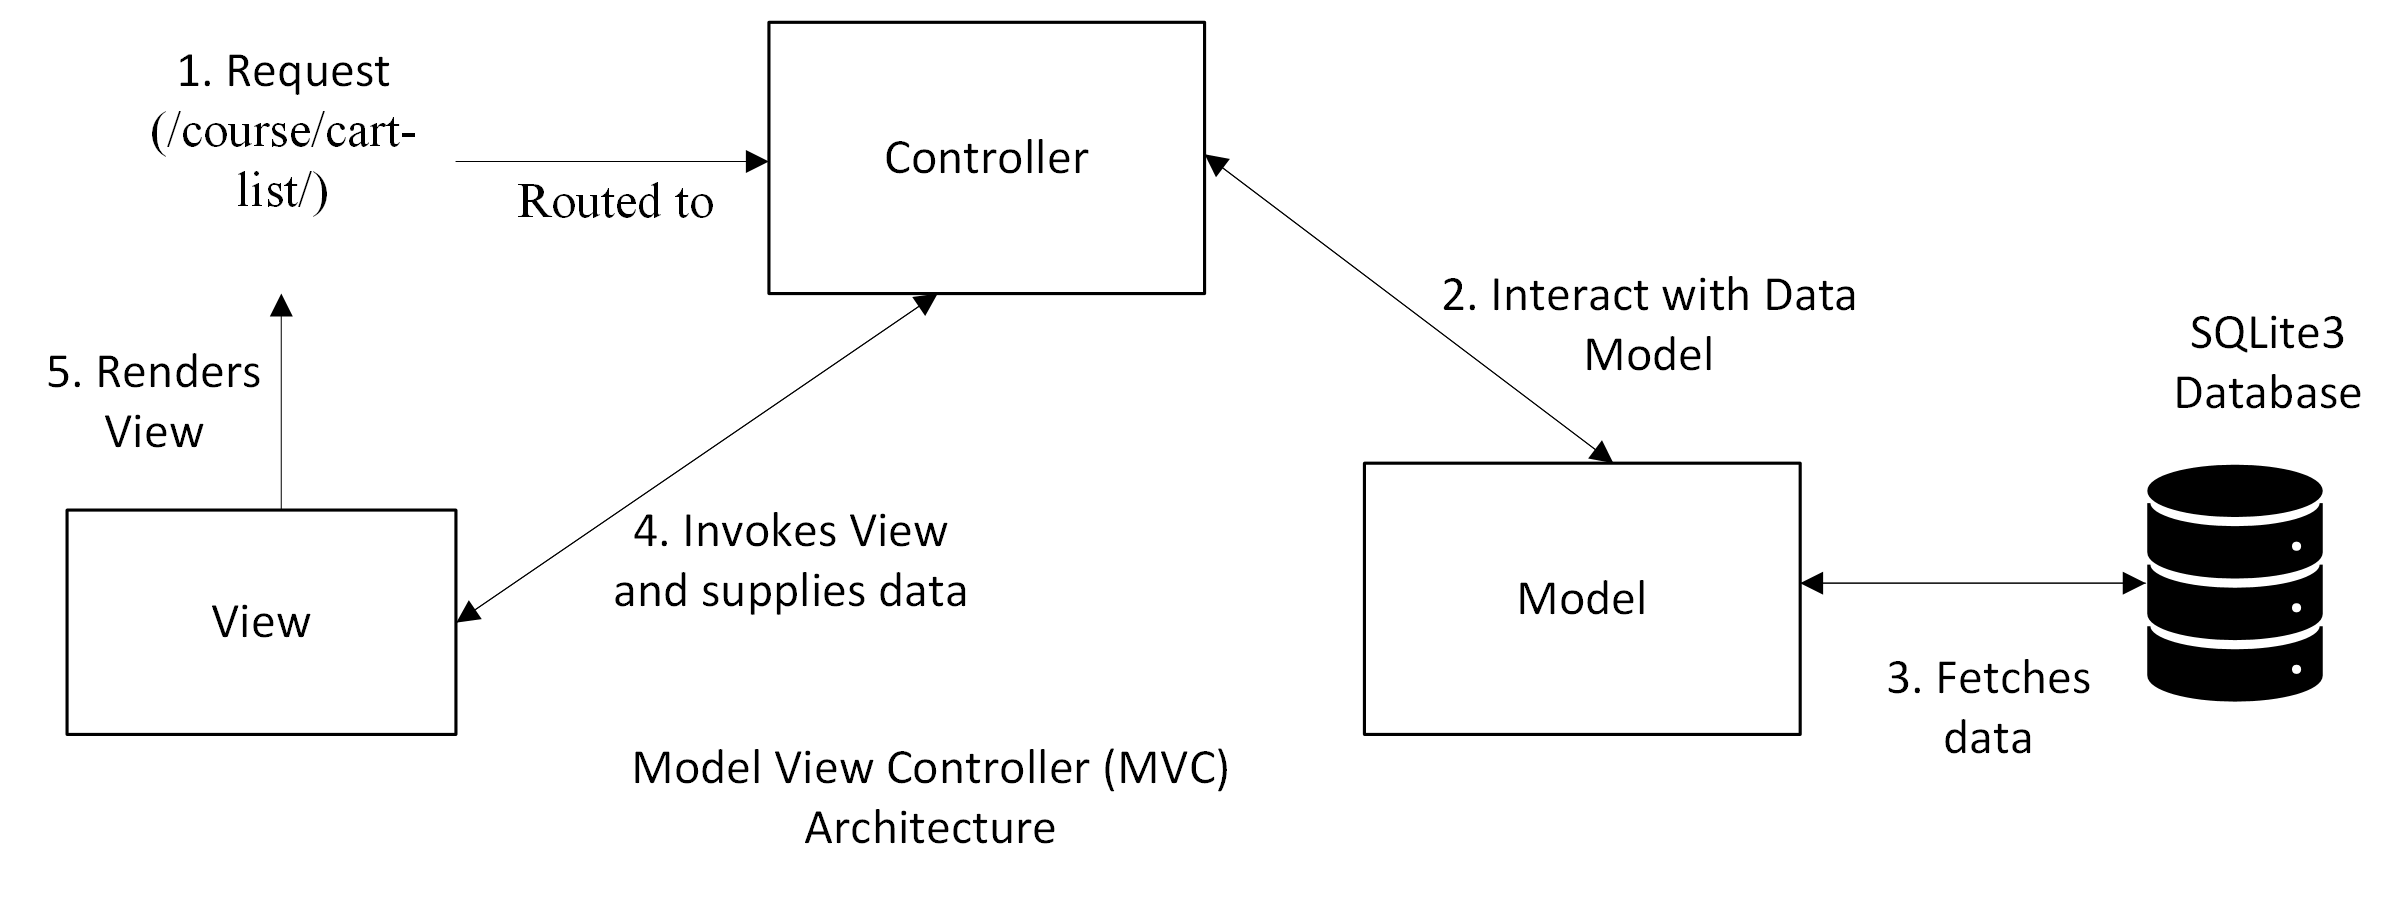 1. Request
(/course/cart-
list/)
Routed to
Controller
2. Interact with Data
Model
SQLite3
Database
5. Renders
View
4. Invokes View
and supplies data
View
Model
3. Fetches
data
Model View Controller (MVC)
Architecture